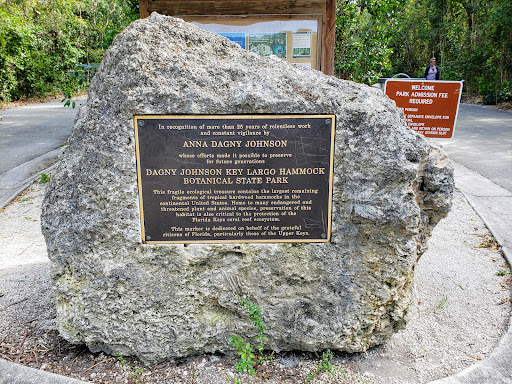 In recognition of more than 25 years of relentless work
and constant vigilance by
ANNA DAGNY JOHNSON
whose efforts made it possible to preserve
for future generations
DAGNY JOHNSON KEY LARGO HAMMOCK
BOTANICAL STATE PARK
This fragile ecological treasure contains the largest remaining
fragments of tropical hardwood hammocks in the
continental United States. Home to many endangered and
threatened plant and animal species, preservation of this
habitat is also critical to the protection of the
Florida Keys coral reef ecosystem.
This marker is dedicated on behalf of the grateful
citizens of Florida, particularly those of the Upper Keys.
WELCOME
PARK ADMISSION FEE
REQUIRED
PERSON
ENVELOPE